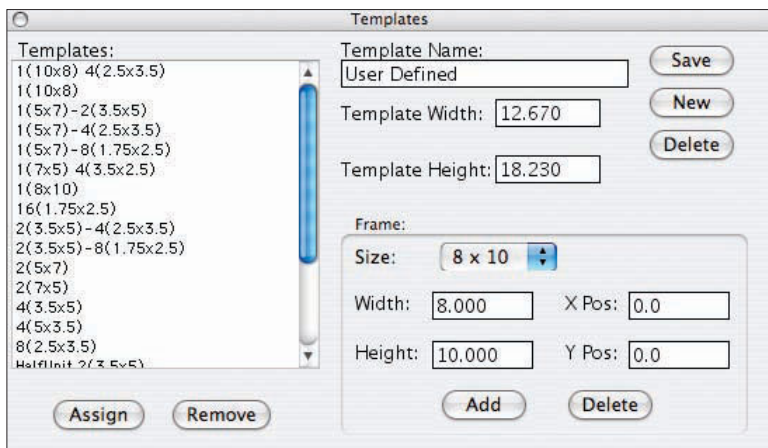 Templates
Templates:
1(10x8) 4(2.5x3.5)
1(10x8)
1(5x7)-2(3.5x5)
1(5x7)-4(2.5x3.5)
1(5x7)-8(1.75x2.5)
1(7x5) 4(3.5x2.5)
1(8x10)
16(1.75x2.5)
2(3.5x5)-4(2.5x3.5)
2(3.5x5)-8(1.75x2.5)
2(5x7)
2(7x5)
4(3.5x5)
4(5x3.5)
8(2.5x3.5)
HalfUnit 2(3.5x5)
Assign
Remove
Template Name:
User Defined
Template Width: 12.670
Template Height: 18.230
Save
New
Delete
Frame:
Size: 8 x 10
Width: 8.000 X Pos: 0.0
Height: 10.000 Y Pos: 0.0
Add Delete